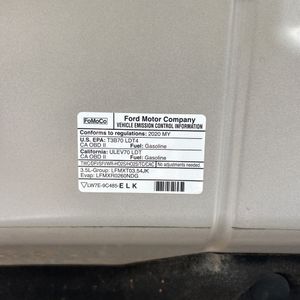 FoMoCo
Ford Motor Company
VEHICLE EMISSION CONTROL INFORMATION
Conforms to regulations: 2020 MY
U.S. EPA: T3B70 LDT4
CA OBD II Fuel: Gasoline
California: ULEV70 LDT
CA OBD II Fuel: Gasoline
No adjustments needed.
3.5L-Group: LFMXT03.54JK
Evap: LFMXR0260NDG
LW7E-9C485-ELK